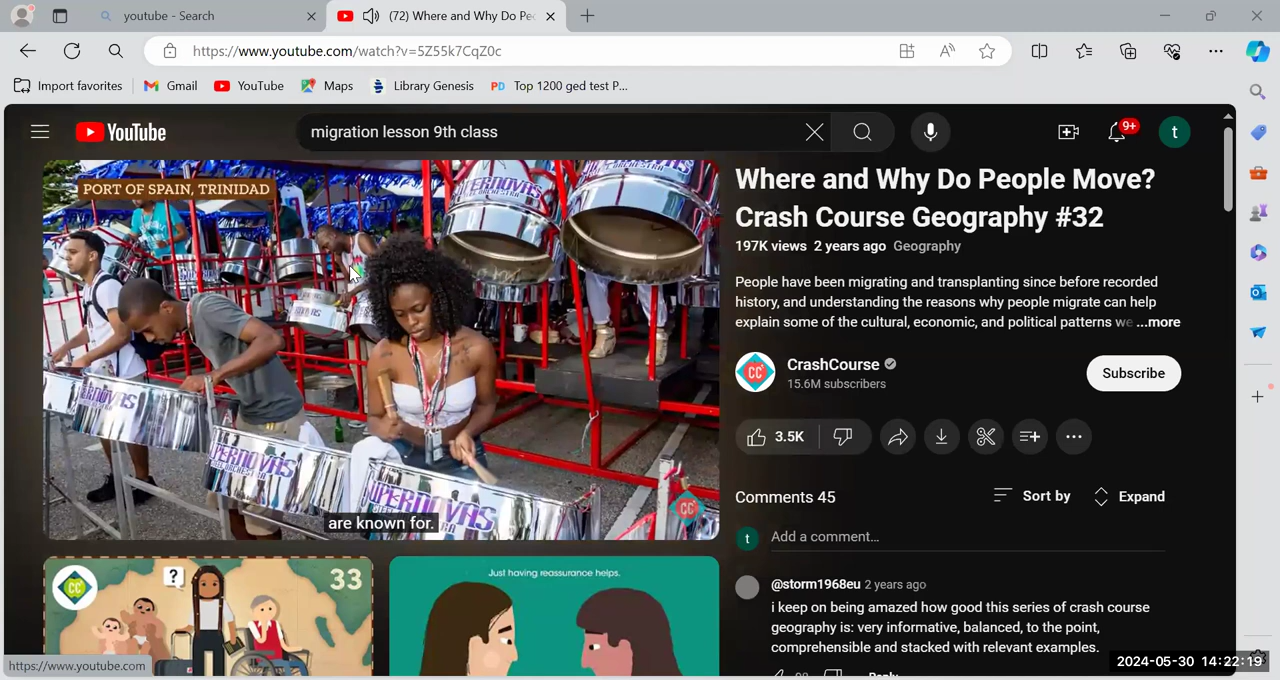 youtube - Search
(72) Where and Why Do Pe
https://www.youtube.com/watch?v=5Z55k7CqZ0c
Import favorites
Gmail
YouTube
Maps
Library Genesis
PD Top 1200 ged test P...
YouTube
migration lesson 9th class
9+
t
PORT OF SPAIN, TRINIDAD
SUPERNOVAS
are known for.
CC
Where and Why Do People Move?
Crash Course Geography #32
197K views 2 years ago Geography
People have been migrating and transplanting since before recorded
history, and understanding the reasons why people migrate can help
explain some of the cultural, economic, and political patterns we ...more
CC
CrashCourse
15.6M subscribers
Subscribe
3.5K
Comments 45
Sort by
Expand
t
Add a comment...
@storm1968eu 2 years ago
i keep on being amazed how good this series of crash course
geography is: very informative, balanced, to the point,
comprehensible and stacked with relevant examples.
CC
?
33
Just having reassurance helps.
https://www.youtube.com
2024-05-30 14:22:19